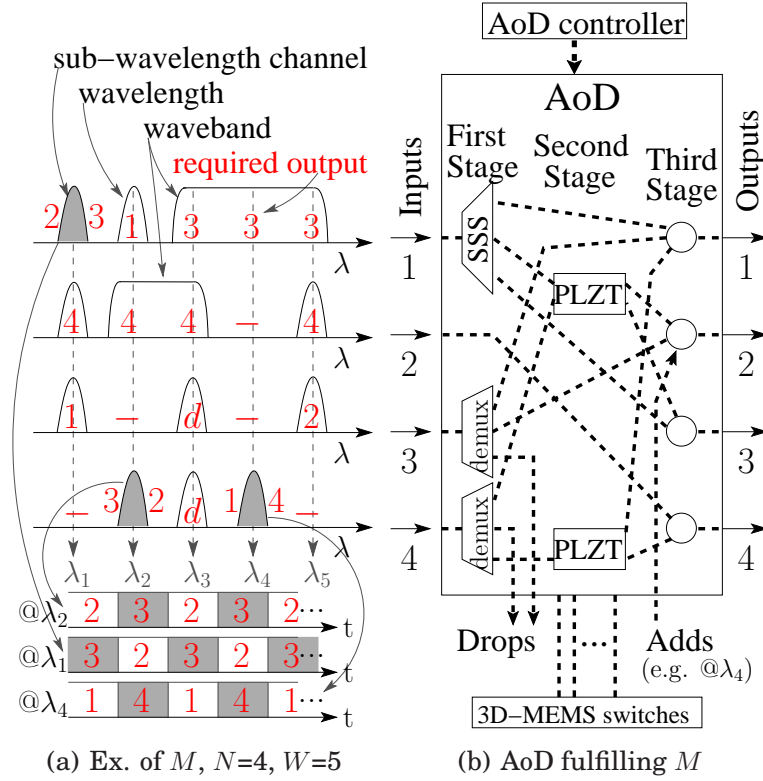 sub-wavelength channel
wavelength
waveband
required output
2 3 1 3 3 3
λ
4 4 4 - 4
λ
1 - d - 2
λ
- 3 2 d 1 4 -
λ
λ1 λ2 λ3 λ4 λ5
@λ2 2 3 2 3 2 ... t
@λ1 3 2 3 2 3 ... t
@λ4 1 4 1 4 1 ... t
(a) Ex. of M, N=4, W=5
AoD controller
AoD
Inputs
First Stage
Second Stage
Third Stage
Outputs
1
SSS
1
PLZT
2
2
3
demux
3
4
demux
PLZT
4
Drops
...
Adds
(e.g. @λ4)
3D-MEMS switches
(b) AoD fulfilling M